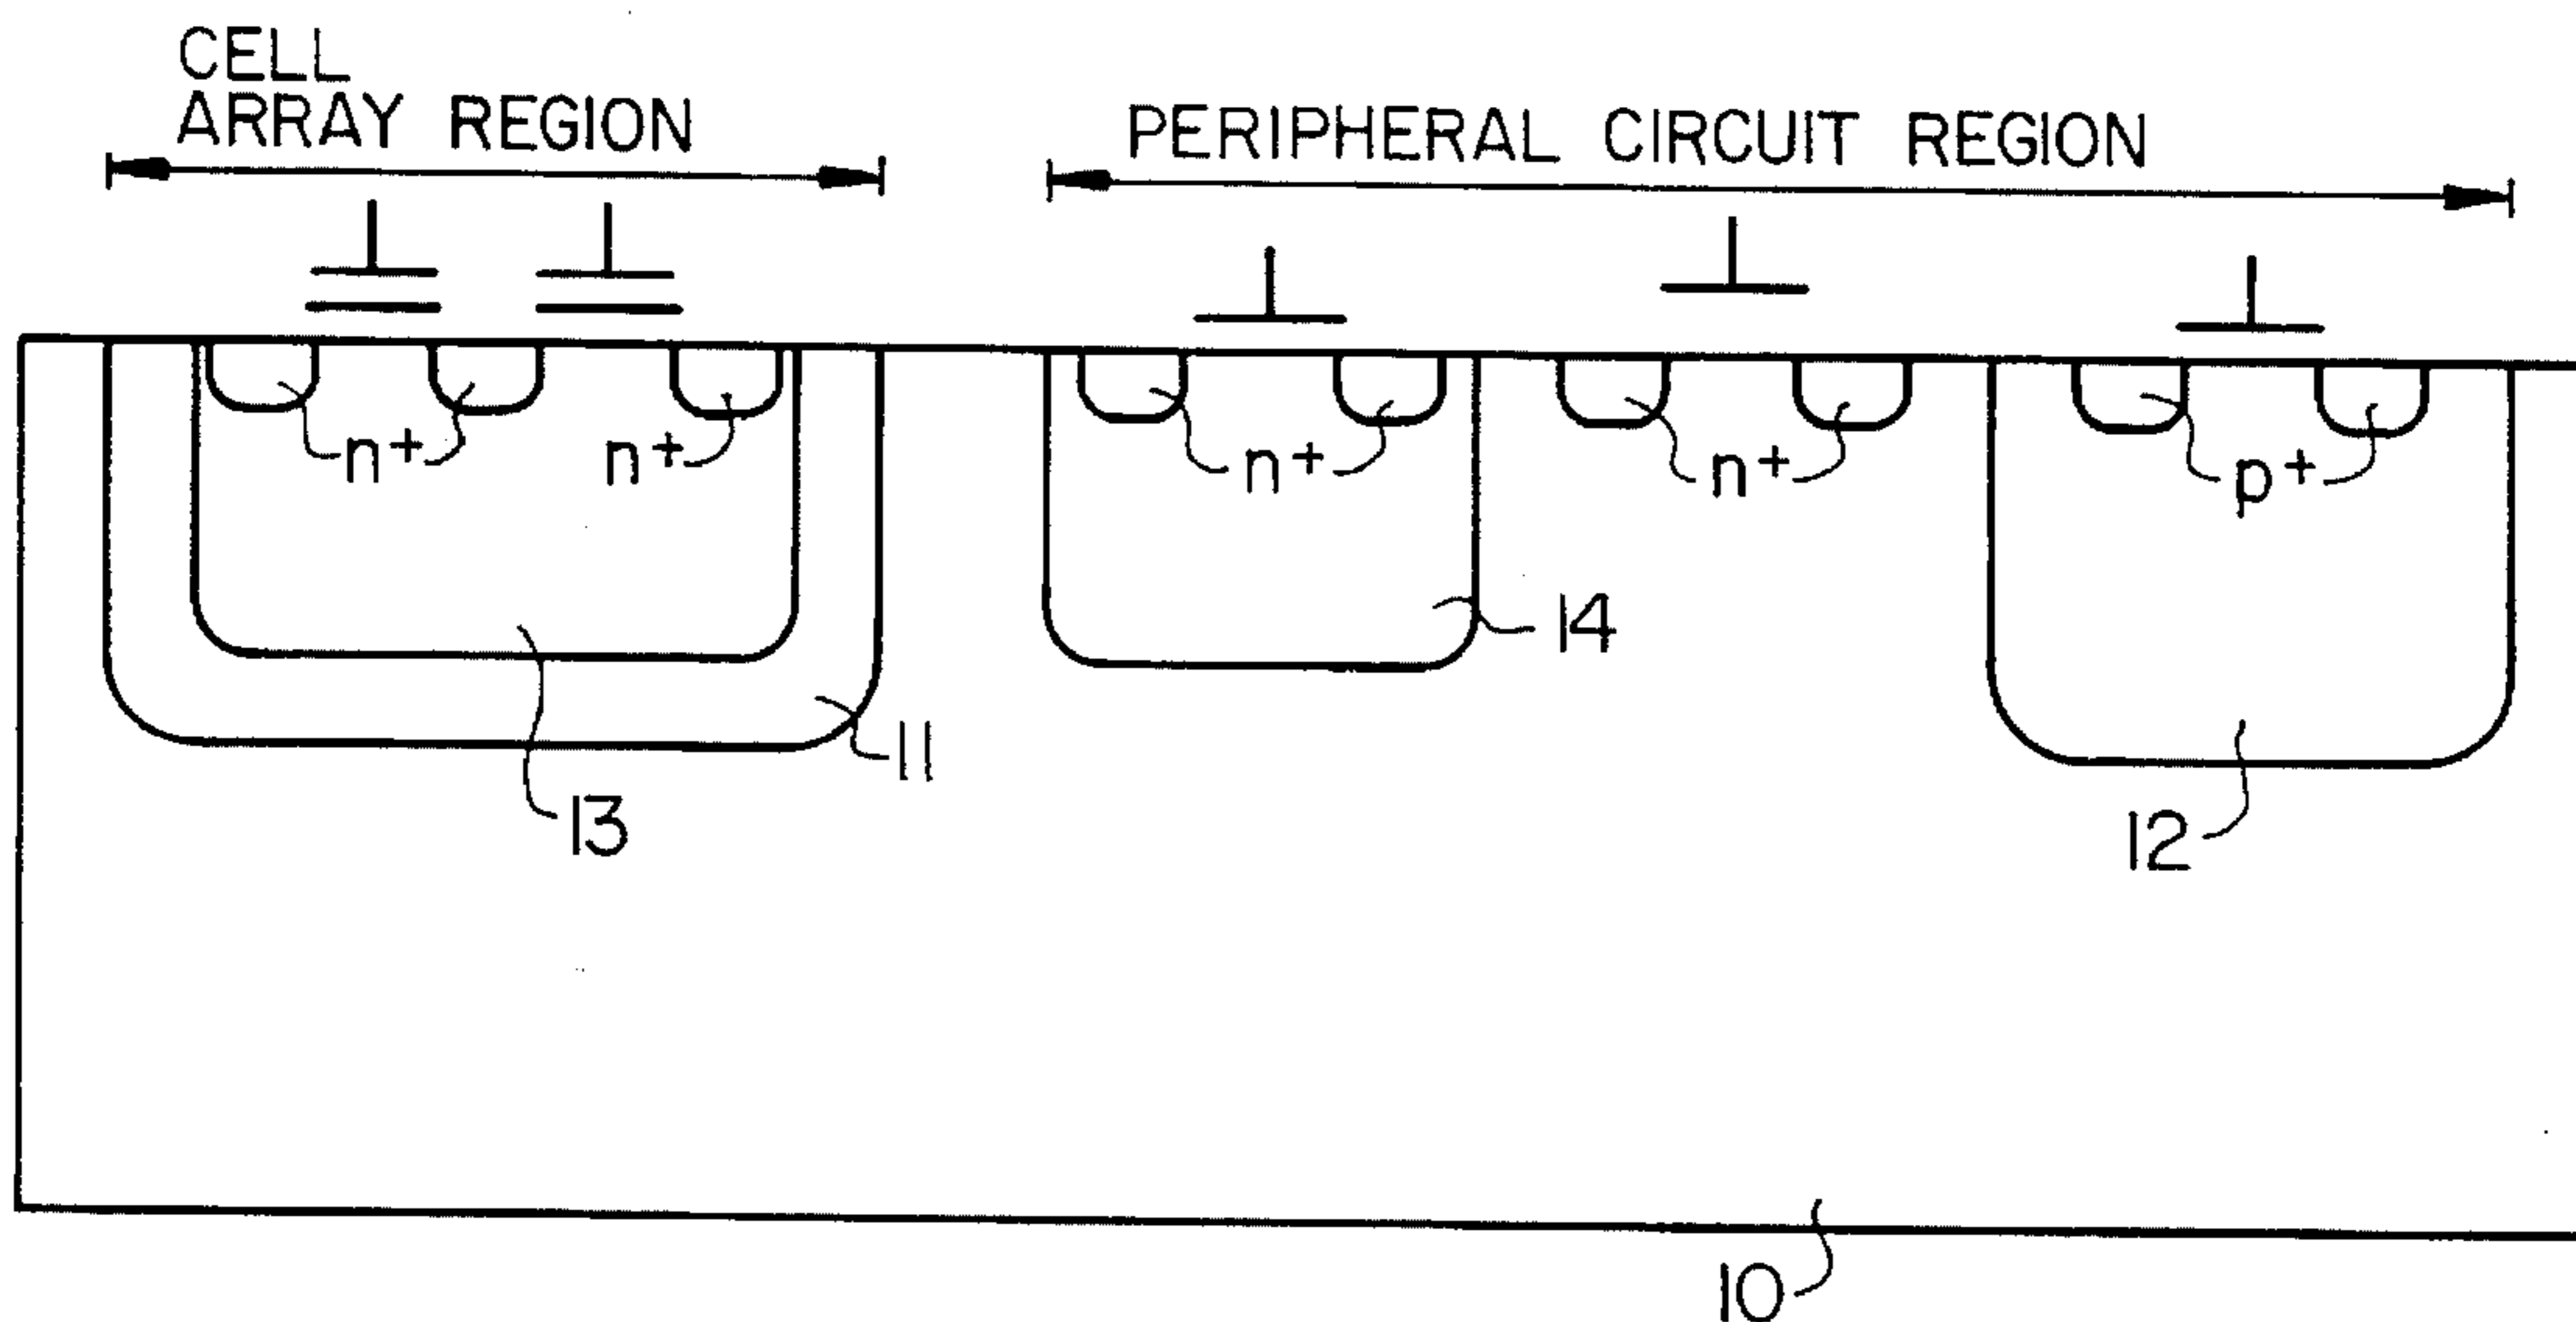 CELL
ARRAY REGION
PERIPHERAL CIRCUIT REGION
n+
n+
n+
n+
p+
14
11
13
12
10